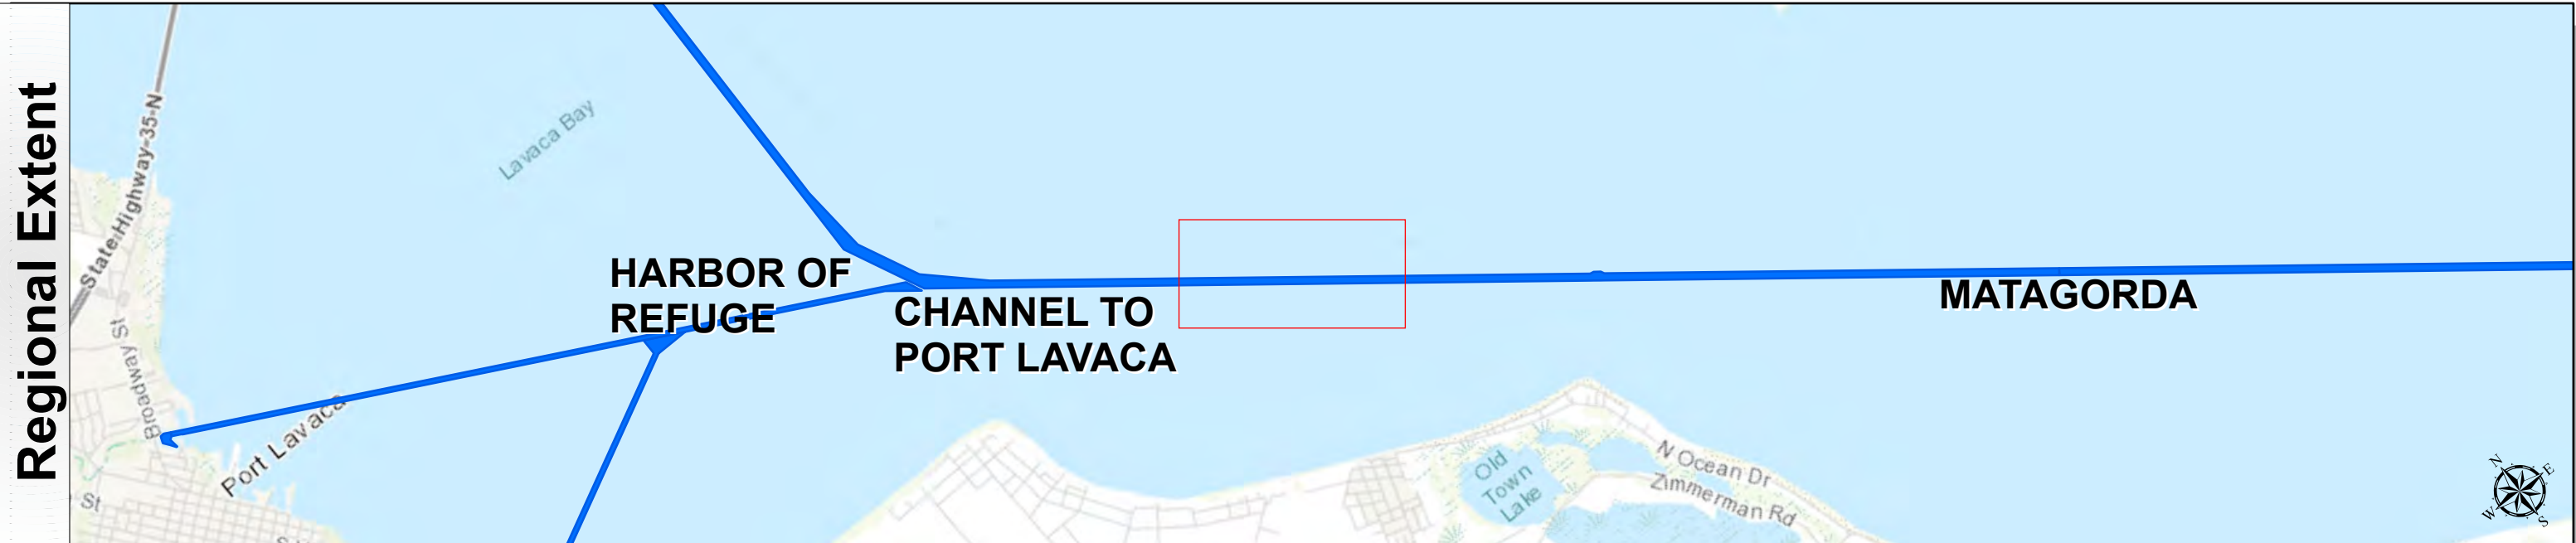 Regional Extent
State-Highway-35-N
Lavaca Bay
HARBOR OF
REFUGE
CHANNEL TO
PORT LAVACA
MATAGORDA
Broadway St
Port Lavaca
St
Old
Town
Lake
N Ocean Dr
Zimmerman Rd
N
E
W
S